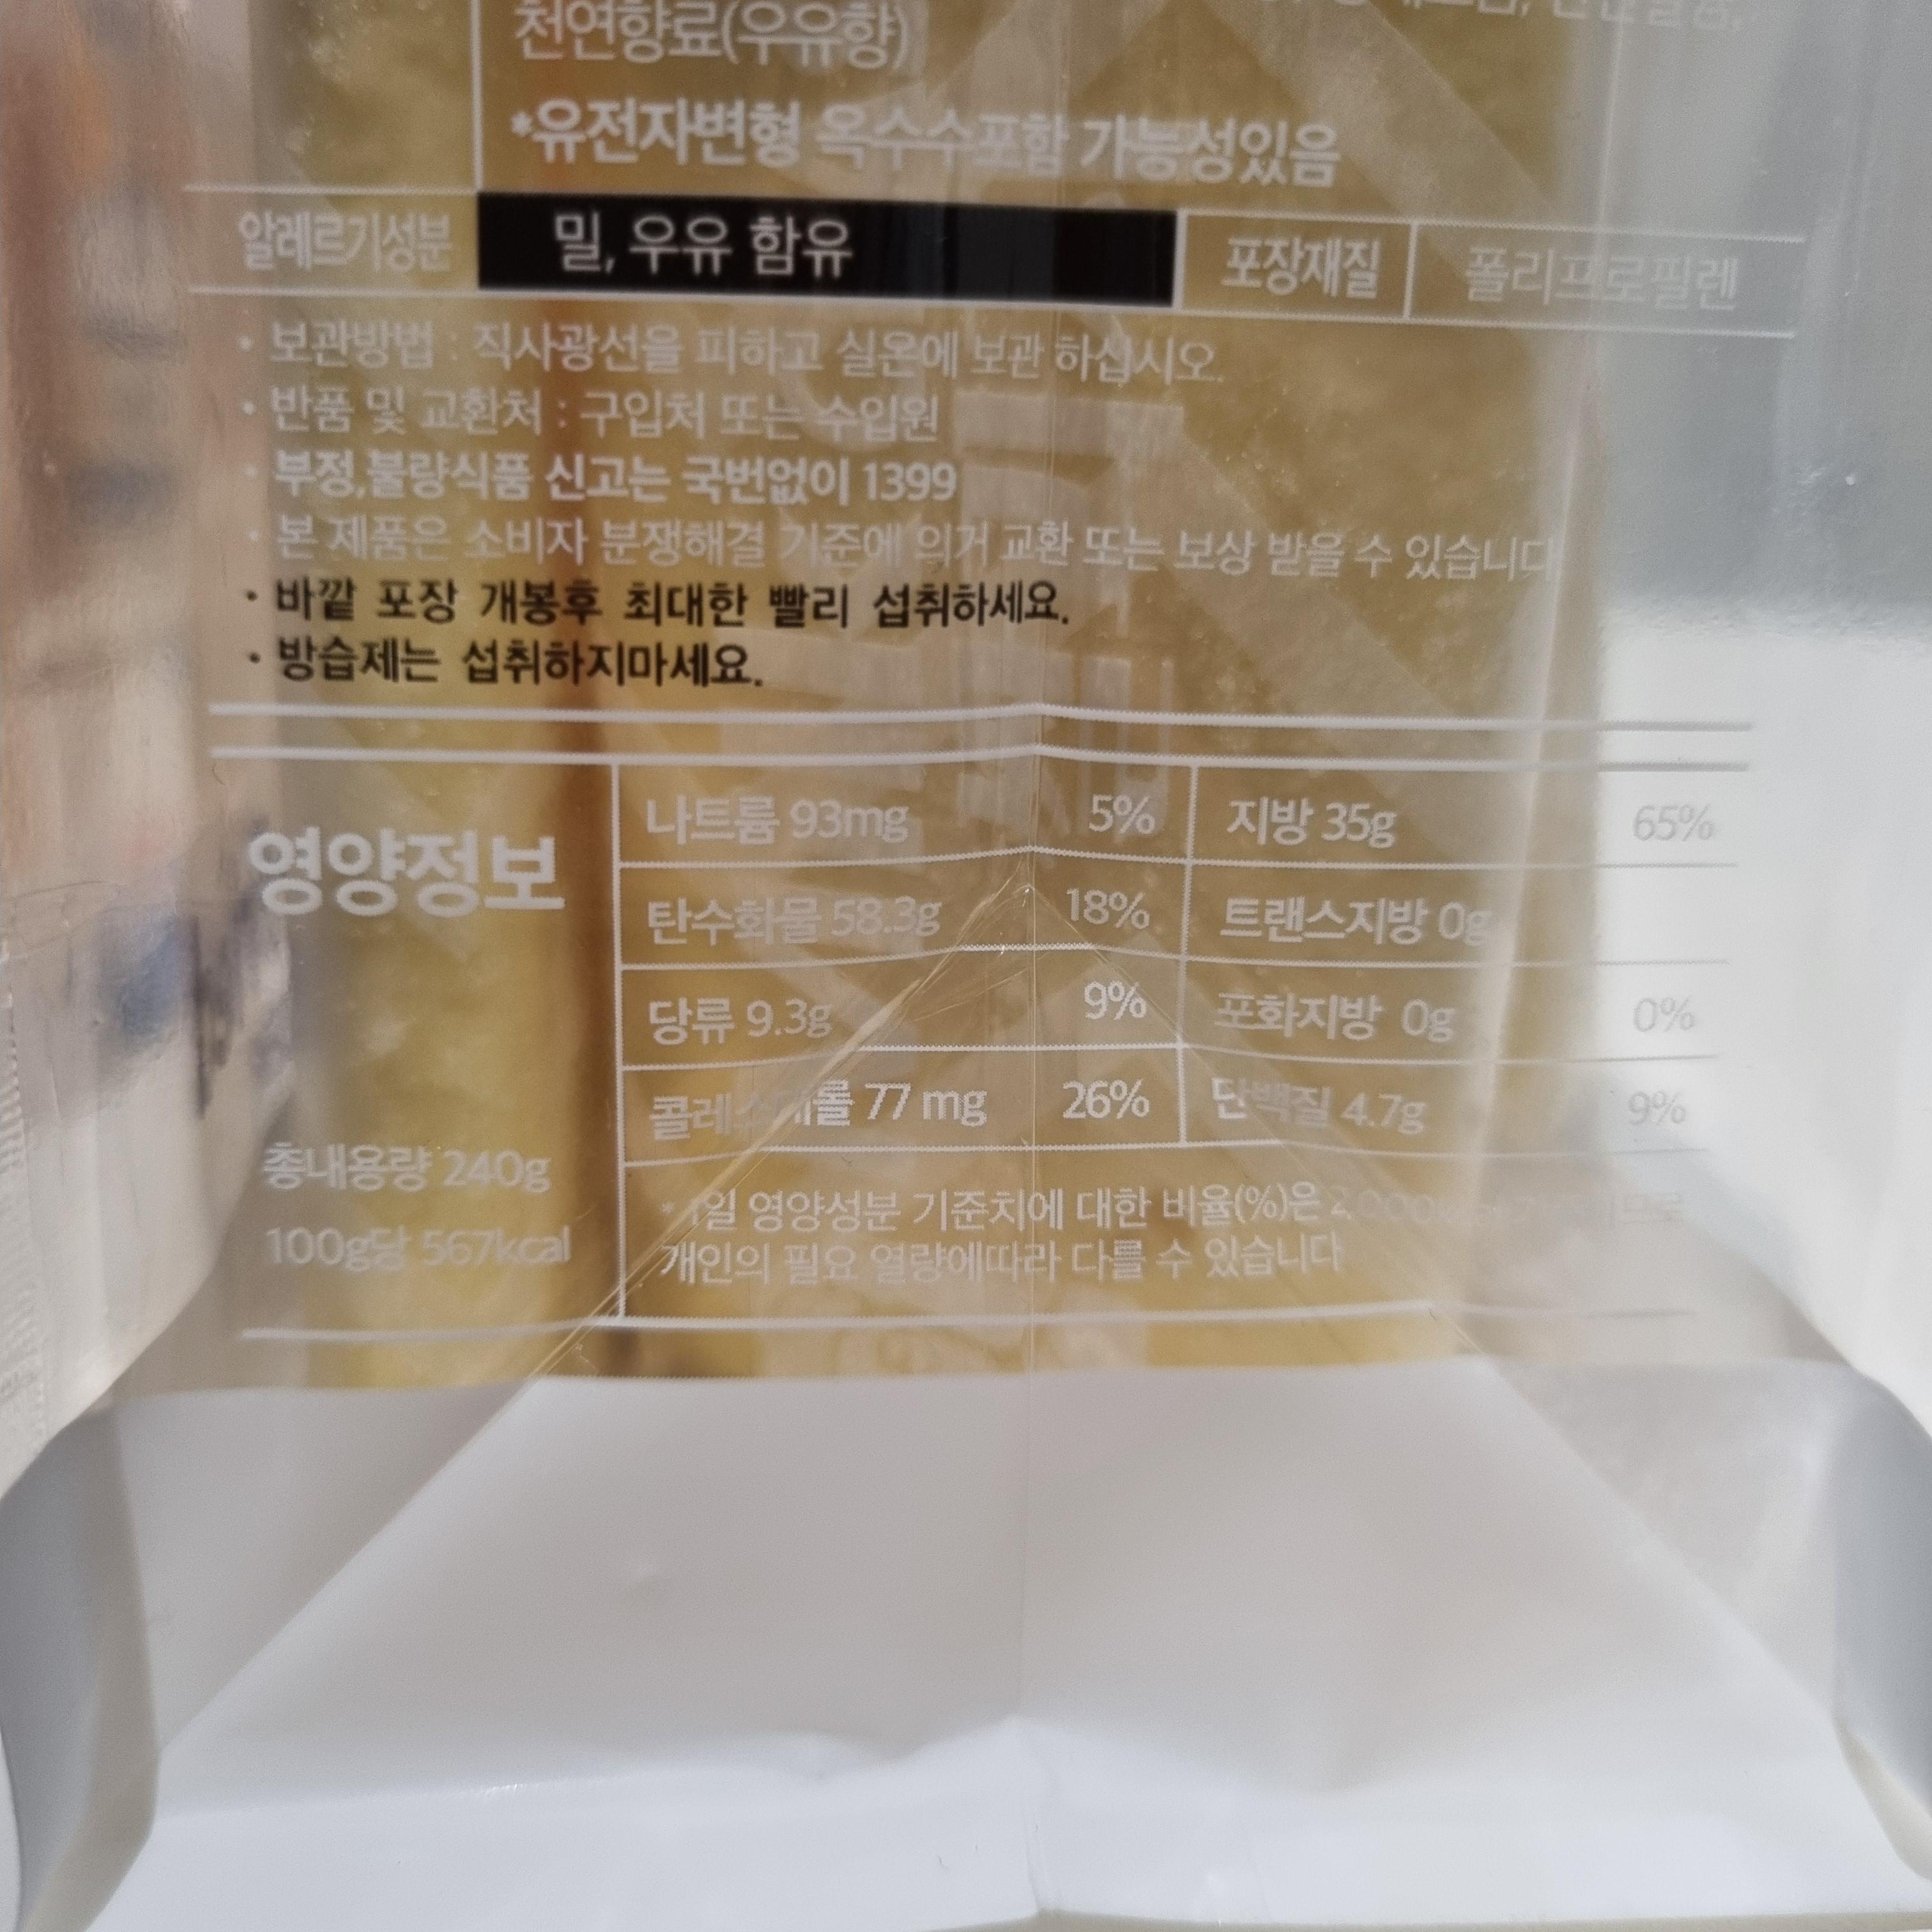 천연향료(우유향)
*유전자변형 옥수수포함 가능성있음
알레르기성분 밀, 우유 함유 포장재질 폴리프로필렌
• 보관방법 : 직사광선을 피하고 실온에 보관 하십시오.
• 반품 및 교환처 : 구입처 또는 수입원
• 부정,불량식품 신고는 국번없이 1399
• 본 제품은 소비자 분쟁해결 기준에 의거 교환 또는 보상 받을 수 있습니다
• 바깥 포장 개봉후 최대한 빨리 섭취하세요.
• 방습제는 섭취하지마세요.
영양정보
총내용량 240g
100g당 567kcal
나트륨 93mg 5% 지방 35g 65%
탄수화물 58.3g 18% 트랜스지방 0g
당류 9.3g 9% 포화지방 0g 0%
콜레스테롤 77 mg 26% 단백질 4.7g 9%
* 1일 영양성분 기준치에 대한 비율(%)은
개인의 필요 열량에따라 다를 수 있습니다